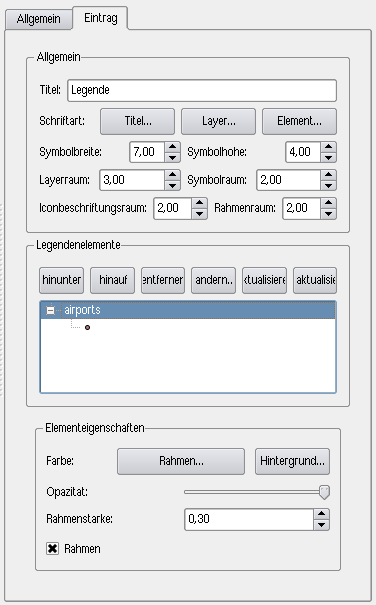 Allgemein Eintrag
Allgemein
Titel: Legende
Schriftart: Titel... Layer... Element...
Symbolbreite: 7,00 Symbolhohe: 4,00
Layerraum: 3,00 Symbolraum: 2,00
Iconbeschriftungsraum: 2,00 Rahmenraum: 2,00
Legendenelemente
hinunter hinauf entfernen andern.. ktualisiere aktualisie
airports
Elementeigenschaften
Farbe: Rahmen... Hintergrund...
Opazitat:
Rahmenstarke: 0,30
Rahmen